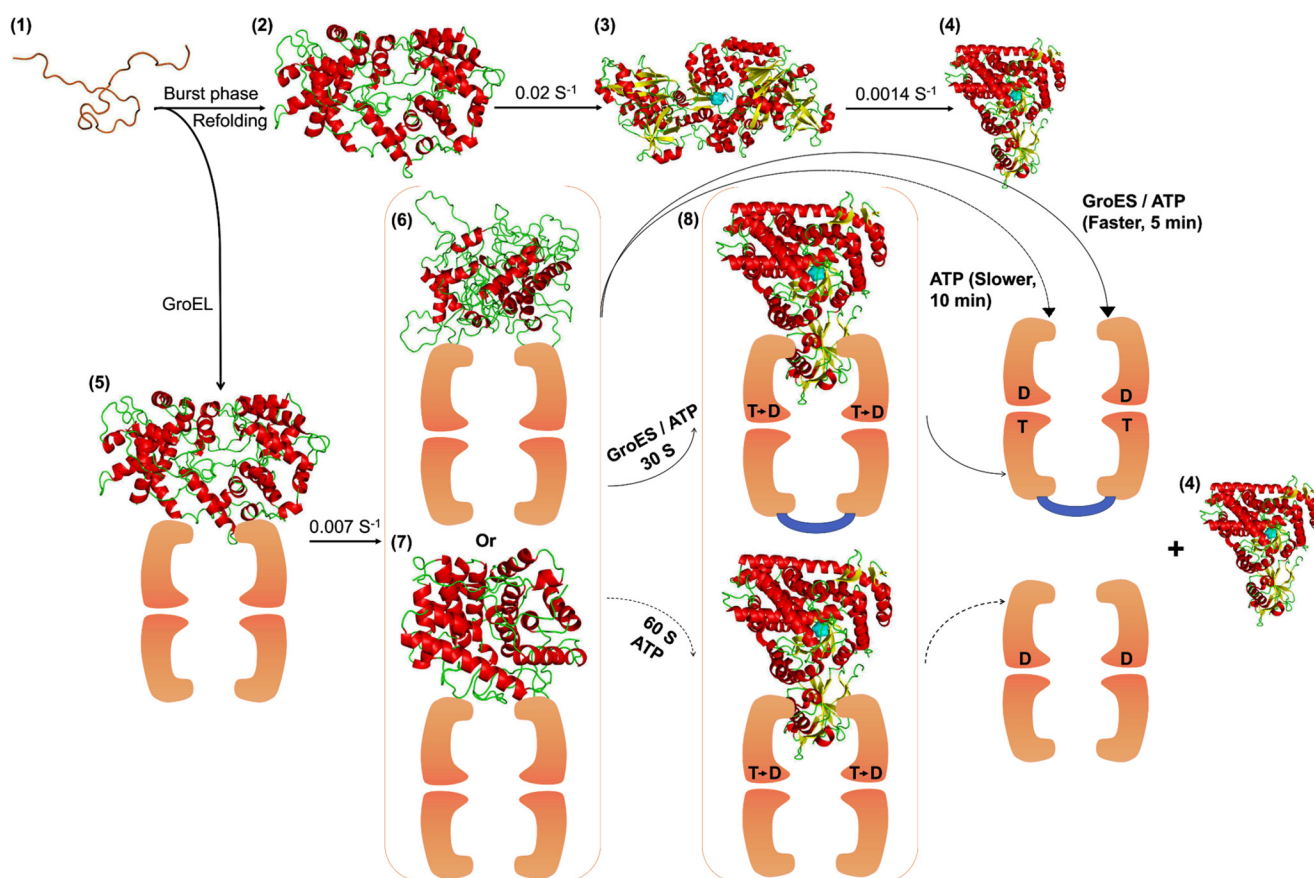 (1)
(2)
(3)
(4)
Burst phase
Refolding
0.02 S⁻¹
0.0014 S⁻¹
GroEL
(5)
0.007 S⁻¹
(6)
Or
(7)
GroES / ATP
30 S
60 S
ATP
(8)
T→D T→D
T→D T→D
GroES / ATP
(Faster, 5 min)
ATP (Slower,
10 min)
D D
T T
D D
+
(4)